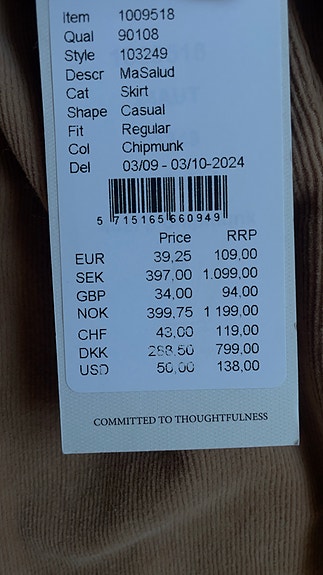 Item 1009518
Qual 90108
Style 103249
Descr MaSalud
Cat Skirt
Shape Casual
Fit Regular
Col Chipmunk
Del 03/09 - 03/10-2024
5 715165 660949
Price RRP
EUR 39,25 109,00
SEK 397,00 1.099,00
GBP 34,00 94,00
NOK 399,75 1 199,00
CHF 43,00 119,00
DKK 288,50 799,00
USD 50,00 138,00
COMMITTED TO THOUGHTFULNESS